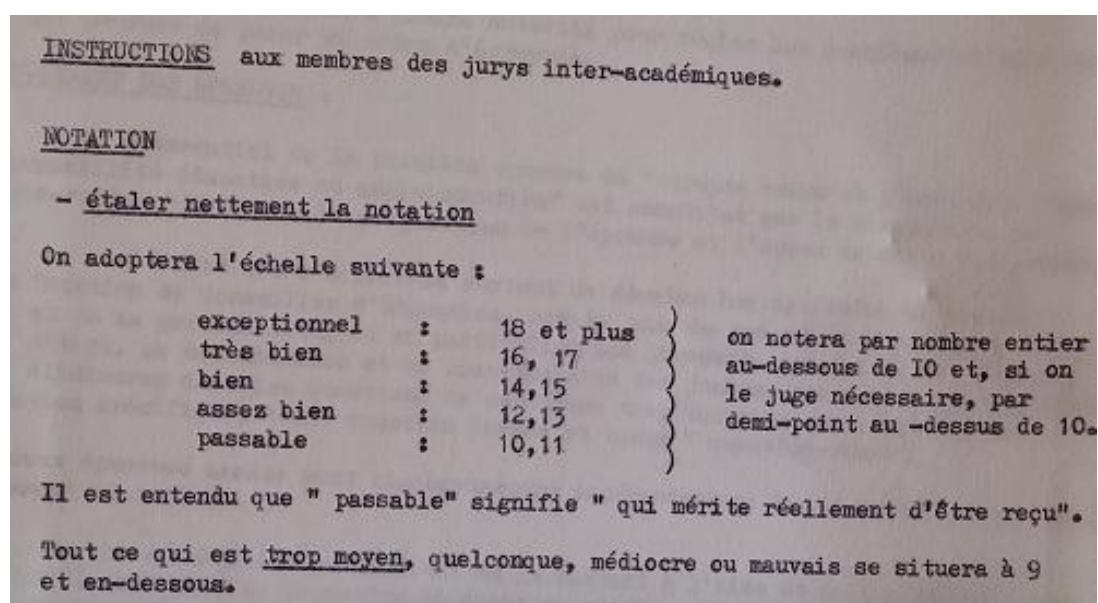 INSTRUCTIONS aux membres des jurys inter-académiques.
NOTATION
- étaler nettement la notation
On adoptera l'échelle suivante :
exceptionnel : 18 et plus ) on notera par nombre entier
très bien : 16, 17 ) au-dessous de IO et, si on
bien : 14,15 ) le juge nécessaire, par
assez bien : 12,13 ) demi-point au -dessus de 10.
passable : 10,11 )
Il est entendu que " passable" signifie " qui mérite réellement d'être reçu".
Tout ce qui est trop moyen, quelconque, médiocre ou mauvais se situera à 9
et en-dessous.